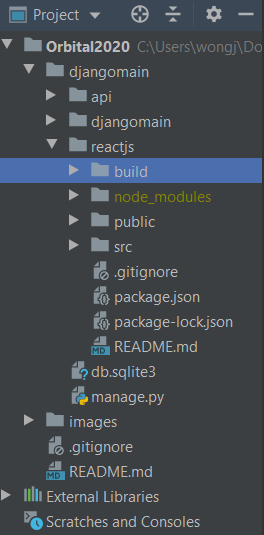 Project
Orbital2020 C:\Users\wongj\Do
djangomain
api
djangomain
reactjs
build
node_modules
public
src
.gitignore
package.json
package-lock.json
README.md
db.sqlite3
manage.py
images
.gitignore
README.md
External Libraries
Scratches and Consoles